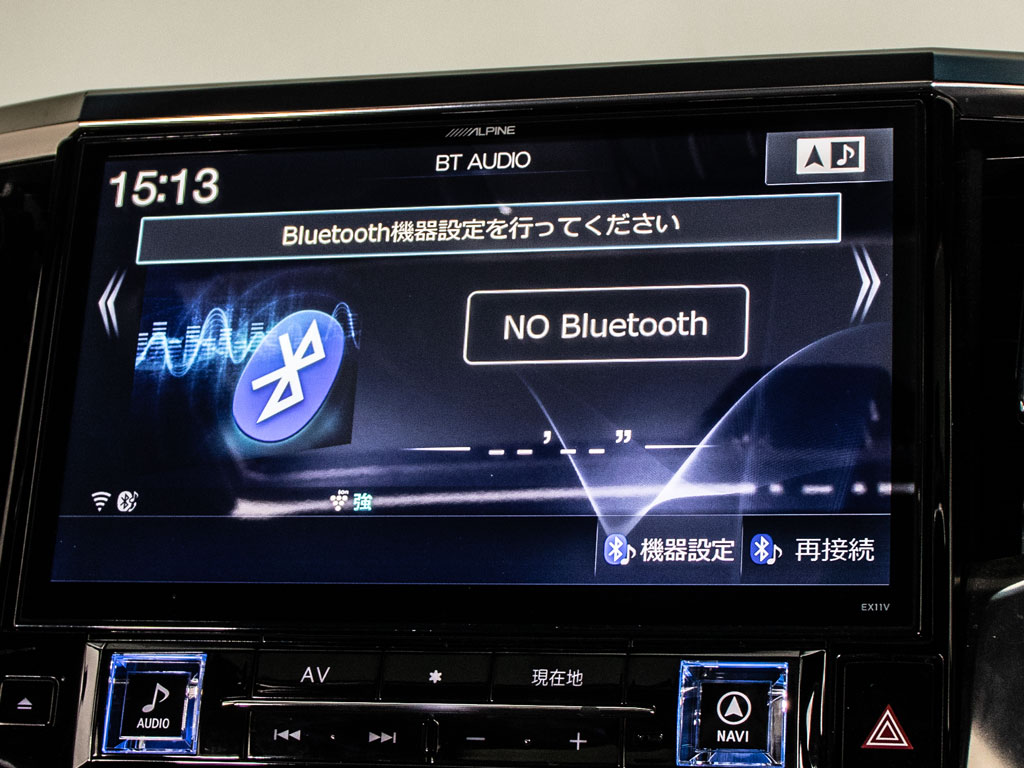 ALPINE
BT AUDIO
15:13
Bluetooth機器設定を行ってください
NO Bluetooth
_ _ ’ _ _ ”
強
機器設定
再接続
EX11V
AV
*
現在地
AUDIO
NAVI
− +